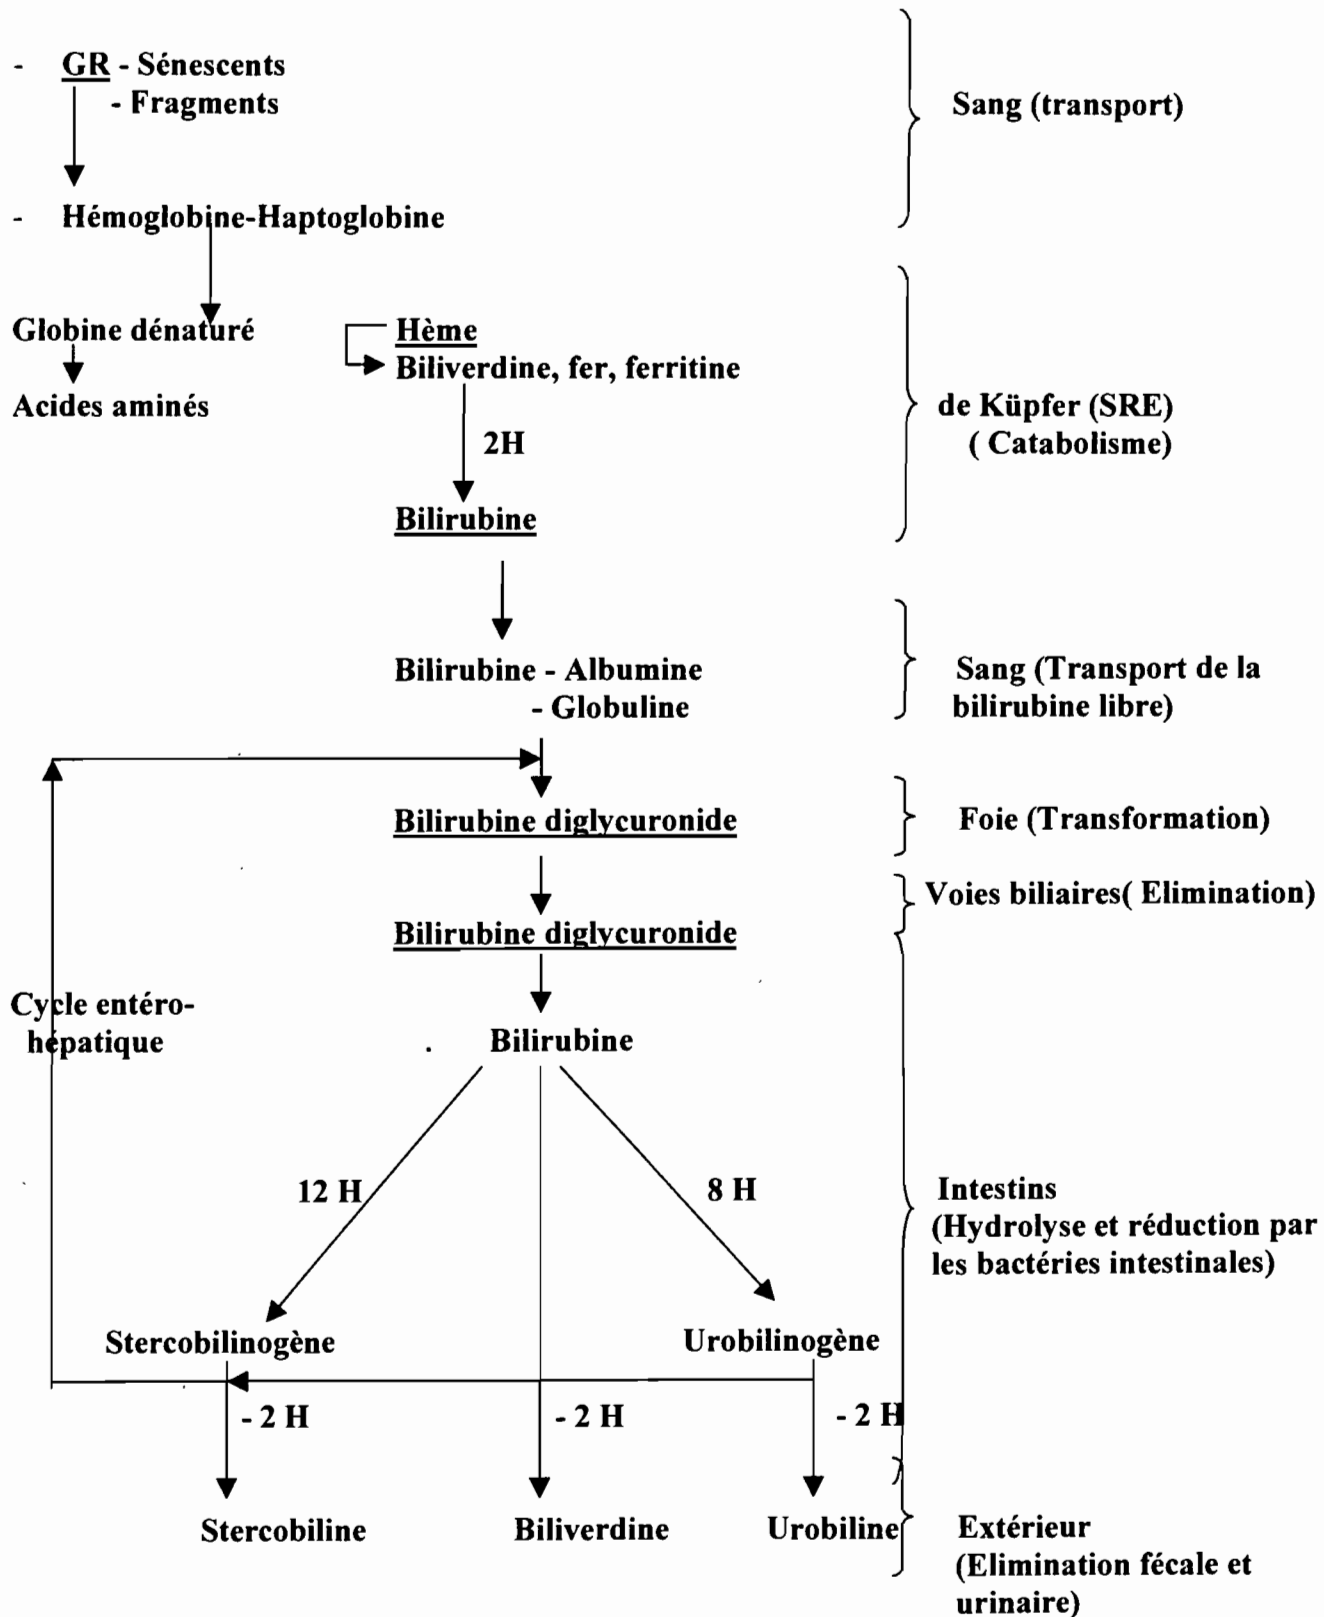 - GR - Sénescents
- Fragments
Sang (transport)
- Hémoglobine-Haptoglobine
Globine dénaturé
Hème
Biliverdine, fer, ferritine
Acides aminés
de Küpfer (SRE)
( Catabolisme)
2H
Bilirubine
Bilirubine - Albumine
- Globuline
Sang (Transport de la
bilirubine libre)
Bilirubine diglycuronide
Foie (Transformation)
Voies biliaires( Elimination)
Bilirubine diglycuronide
Cycle entéro-
hépatique
Bilirubine
12 H
8 H
Intestins
(Hydrolyse et réduction par
les bactéries intestinales)
Stercobilinogène
Urobilinogène
- 2 H
- 2 H
- 2 H
Stercobiline
Biliverdine
Urobiline
Extérieur
(Elimination fécale et
urinaire)